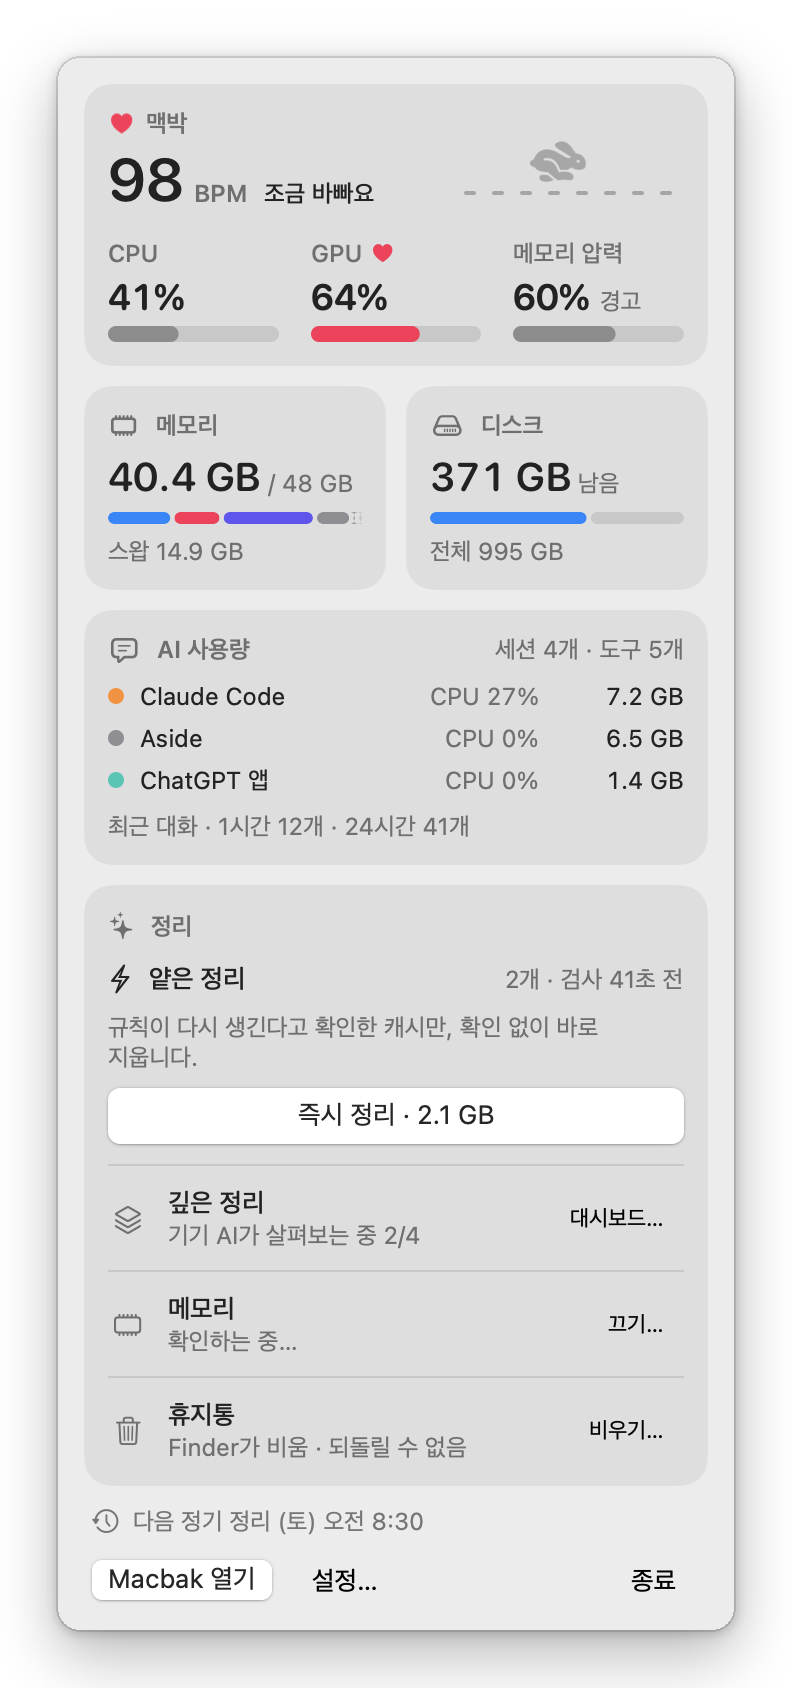 맥박
98 BPM 조금 바빠요
CPU GPU 메모리 압력
41% 64% 60% 경고
메모리 디스크
40.4 GB / 48 GB 371 GB 남음
스왑 14.9 GB 전체 995 GB
AI 사용량 세션 4개 · 도구 5개
Claude Code CPU 27% 7.2 GB
Aside CPU 0% 6.5 GB
ChatGPT 앱 CPU 0% 1.4 GB
최근 대화 · 1시간 12개 · 24시간 41개
정리
얕은 정리 2개 · 검사 41초 전
규칙이 다시 생긴다고 확인한 캐시만, 확인 없이 바로
지웁니다.
즉시 정리 · 2.1 GB
깊은 정리
기기 AI가 살펴보는 중 2/4 대시보드...
메모리
확인하는 중... 끄기...
휴지통
Finder가 비움 · 되돌릴 수 없음 비우기...
다음 정기 정리 (토) 오전 8:30
Macbak 열기 설정... 종료